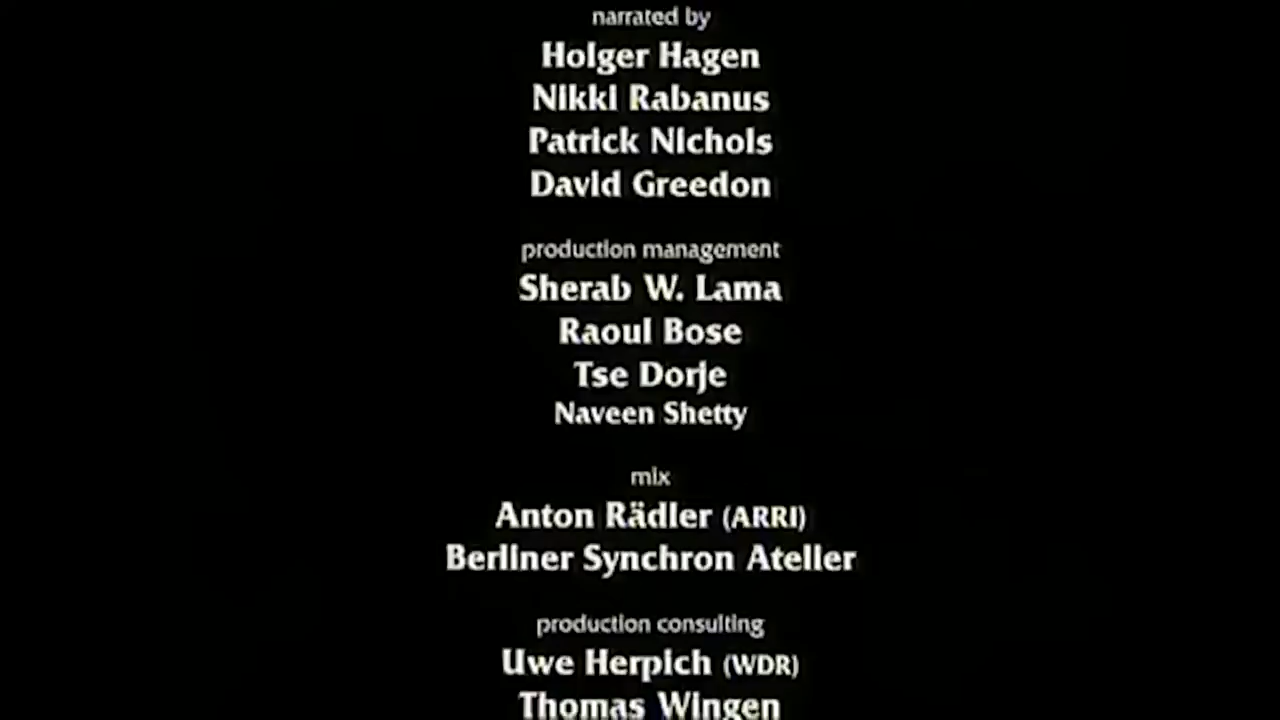 narrated by
Holger Hagen
Nikki Rabanus
Patrick Nichols
David Greedon
production management
Sherab W. Lama
Raoul Bose
Tse Dorje
Naveen Shetty
mix
Anton Rädler (ARRI)
Berliner Synchron Atelier
production consulting
Uwe Herpich (WDR)
Thomas Wingen